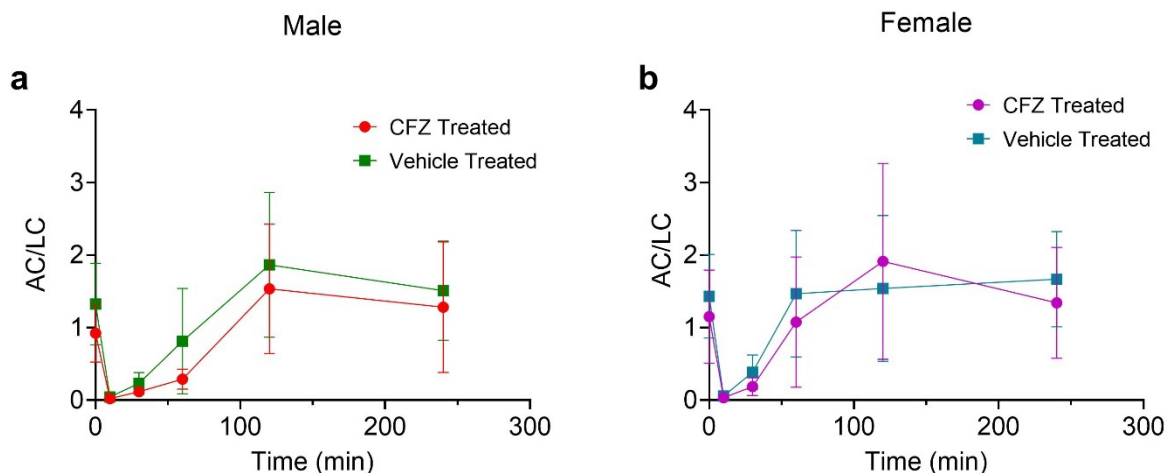 Male
Female
a
b
CFZ Treated
Vehicle Treated
CFZ Treated
Vehicle Treated
AC/LC
AC/LC
4
3
2
1
0
4
3
2
1
0
0 100 200 300
0 100 200 300
Time (min)
Time (min)